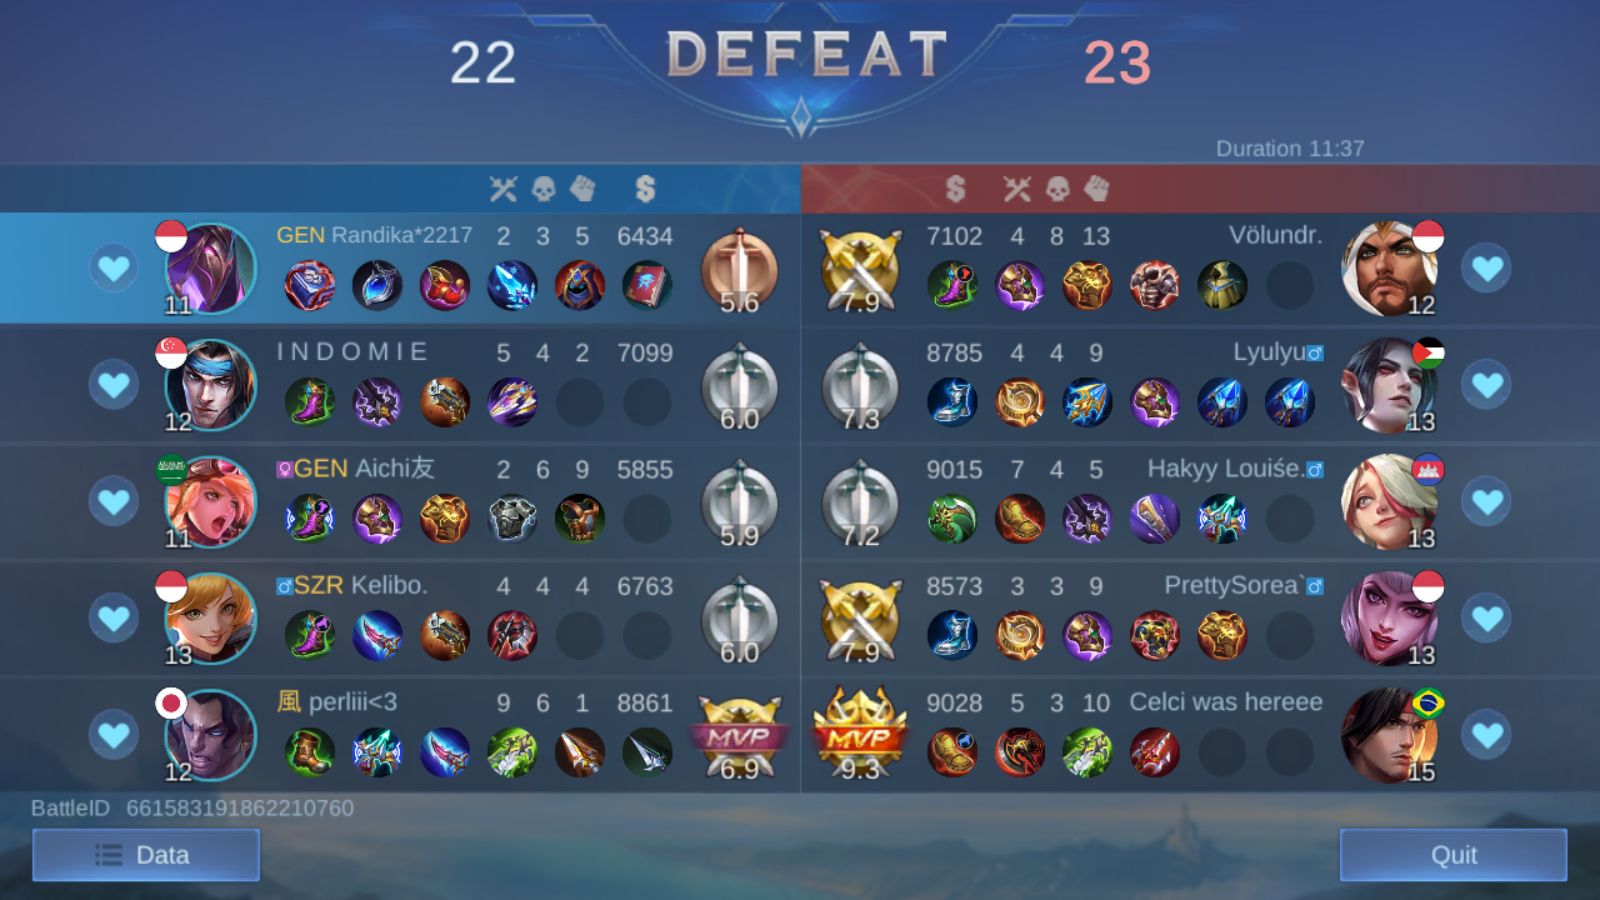 22 DEFEAT 23
Duration 11:37
GEN Randika*2217 2 3 5 6434
11 5.6
7102 4 8 13 Völundr.
7.9 12
I N D O M I E 5 4 2 7099
12 6.0
8785 4 4 9 Lyulyu♂
7.3 13
♀GEN Aichi友 2 6 9 5855
11 5.9
9015 7 4 5 Hakyy Louiśe.♂
7.2 13
♂SZR Kelibo. 4 4 4 6763
13 6.0
8573 3 3 9 PrettySorea`♂
7.9 13
風 perliii<3 9 6 1 8861
12 MVP 6.9
9028 5 3 10 Celci was hereee
MVP 9.3 15
BattleID 661583191862210760
Data Quit